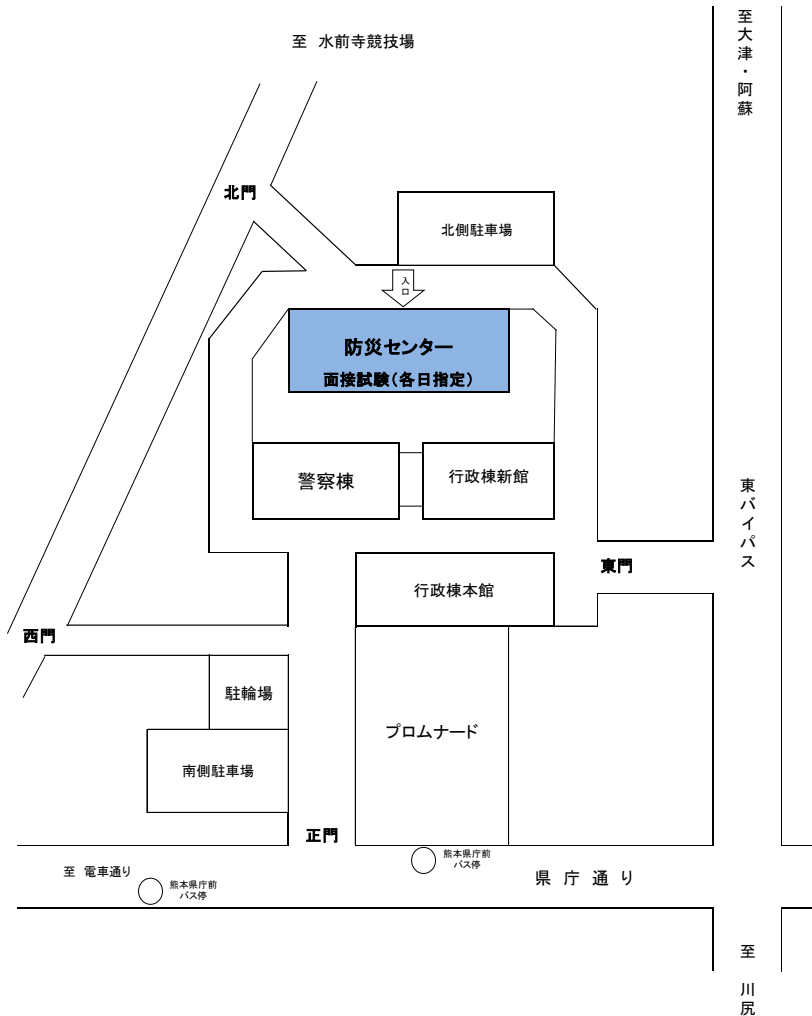 至 水前寺競技場
至大津・阿蘇
北門
北側駐車場
入口
防災センター
面接試験（各日指定）
警察棟
行政棟新館
東バイパス
東門
行政棟本館
西門
駐輪場
プロムナード
南側駐車場
正門
熊本県庁前
バス停
至 電車通り
熊本県庁前
バス停
県 庁 通 り
至 川尻